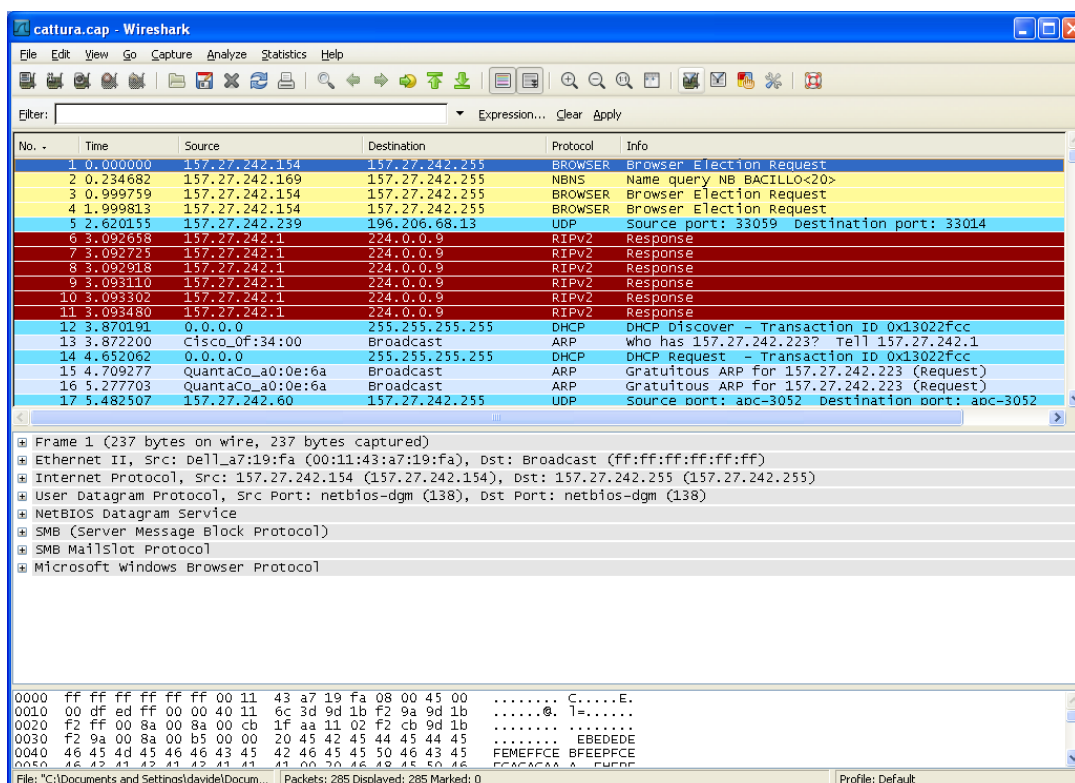 cattura.cap - Wireshark
File Edit View Go Capture Analyze Statistics Help
Filter: Expression... Clear Apply
No. - Time Source Destination Protocol Info
1 0.000000 157.27.242.154 157.27.242.255 BROWSER Browser Election Request
2 0.234682 157.27.242.169 157.27.242.255 NBNS Name query NB BACILLO<20>
3 0.999759 157.27.242.154 157.27.242.255 BROWSER Browser Election Request
4 1.999813 157.27.242.154 157.27.242.255 BROWSER Browser Election Request
5 2.620155 157.27.242.239 196.206.68.13 UDP Source port: 33059 Destination port: 33014
6 3.092658 157.27.242.1 224.0.0.9 RIPv2 Response
7 3.092725 157.27.242.1 224.0.0.9 RIPv2 Response
8 3.092918 157.27.242.1 224.0.0.9 RIPv2 Response
9 3.093110 157.27.242.1 224.0.0.9 RIPv2 Response
10 3.093302 157.27.242.1 224.0.0.9 RIPv2 Response
11 3.093480 157.27.242.1 224.0.0.9 RIPv2 Response
12 3.870191 0.0.0.0 255.255.255.255 DHCP DHCP Discover - Transaction ID 0x13022fcc
13 3.872200 Cisco_0f:34:00 Broadcast ARP Who has 157.27.242.223? Tell 157.27.242.1
14 4.652062 0.0.0.0 255.255.255.255 DHCP DHCP Request - Transaction ID 0x13022fcc
15 4.709277 QuantaCo_a0:0e:6a Broadcast ARP Gratuitous ARP for 157.27.242.223 (Request)
16 5.277703 QuantaCo_a0:0e:6a Broadcast ARP Gratuitous ARP for 157.27.242.223 (Request)
17 5.482507 157.27.242.60 157.27.242.255 UDP Source port: apc-3052 Destination port: apc-3052
Frame 1 (237 bytes on wire, 237 bytes captured)
Ethernet II, Src: Dell_a7:19:fa (00:11:43:a7:19:fa), Dst: Broadcast (ff:ff:ff:ff:ff:ff)
Internet Protocol, Src: 157.27.242.154 (157.27.242.154), Dst: 157.27.242.255 (157.27.242.255)
User Datagram Protocol, Src Port: netbios-dgm (138), Dst Port: netbios-dgm (138)
NetBIOS Datagram Service
SMB (Server Message Block Protocol)
SMB MailSlot Protocol
Microsoft Windows Browser Protocol
0000 ff ff ff ff ff ff 00 11 43 a7 19 fa 08 00 45 00 ........ C.....E.
0010 00 df ed ff 00 00 40 11 6c 3d 9d 1b f2 9a 9d 1b ......@. l=......
0020 f2 ff 00 8a 00 8a 00 cb 1f aa 11 02 f2 cb 9d 1b ........ ........
0030 f2 9a 00 8a 00 b5 00 00 20 45 42 45 44 45 44 45 ........ EBEDEDE
0040 46 45 4d 45 46 46 43 45 42 46 45 45 50 46 43 45 FEMEFFCE BFEEPFCE
File: "C:\Documents and Settings\davide\Docum... Packets: 285 Displayed: 285 Marked: 0 Profile: Default